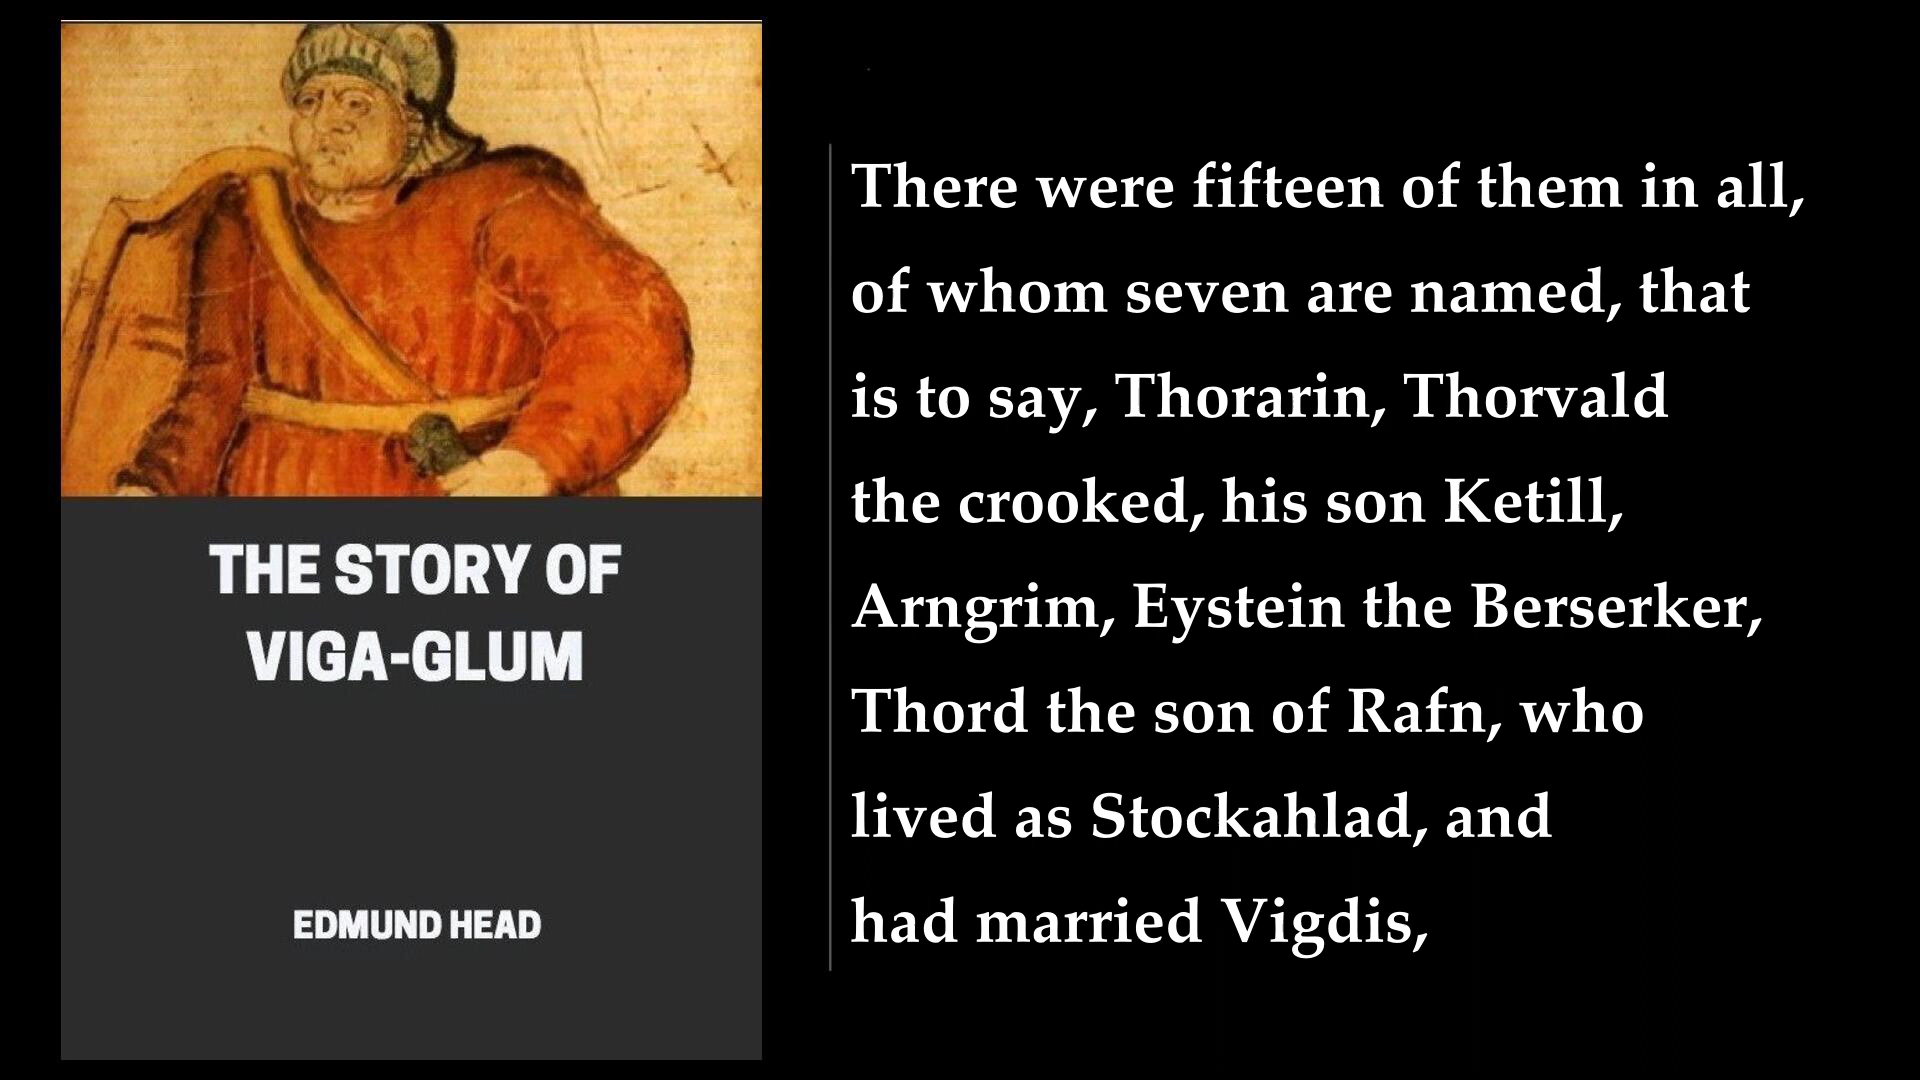 THE STORY OF
VIGA-GLUM
EDMUND HEAD
There were fifteen of them in all,
of whom seven are named, that
is to say, Thorarin, Thorvald
the crooked, his son Ketill,
Arngrim, Eystein the Berserker,
Thord the son of Rafn, who
lived as Stockahlad, and
had married Vigdis,